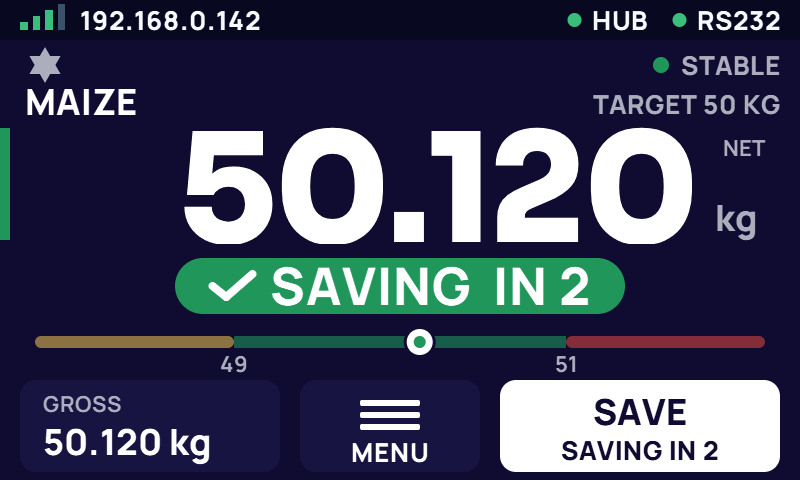 192.168.0.142
HUB
RS232
STABLE
MAIZE
TARGET 50 KG
50.120
NET
kg
SAVING IN 2
49
51
GROSS
50.120 kg
MENU
SAVE
SAVING IN 2